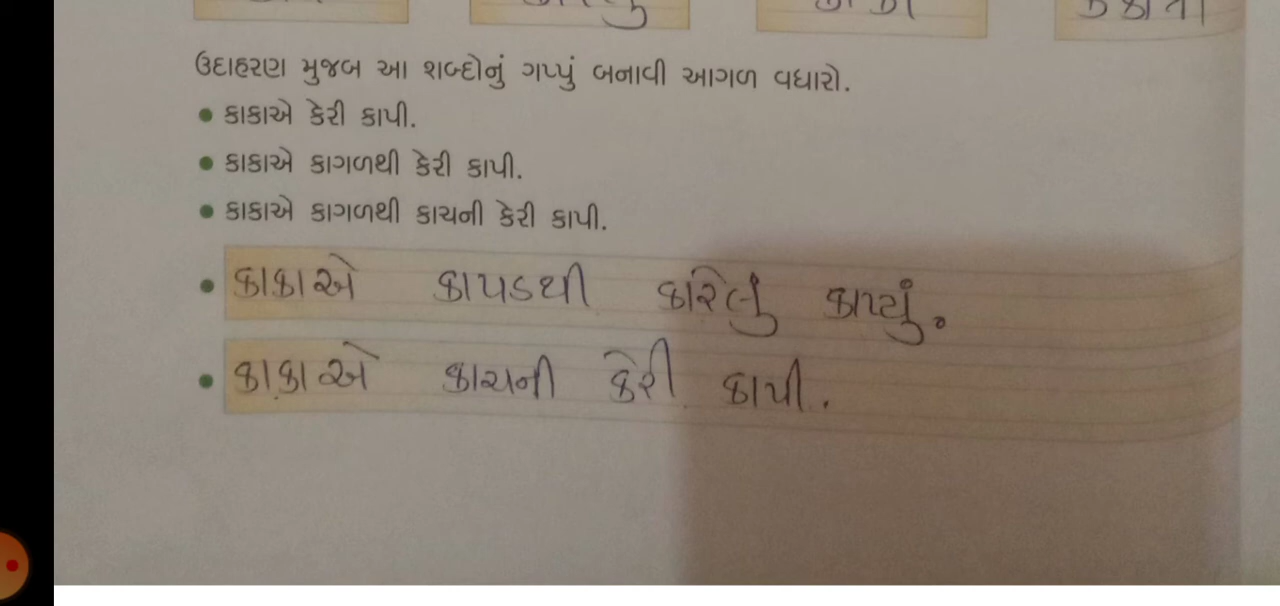 ઉદાહરણ મુજબ આ શબ્દોનું ગપ્પું બનાવી આગળ વધારો.
• કાકાએ કેરી કાપી.
• કાકાએ કાગળથી કેરી કાપી.
• કાકાએ કાગળથી કાચની કેરી કાપી.
• કાકાએ કાપડથી કારેલું કાપ્યું.
• કાકાએ કાચની કેરી કાપી.